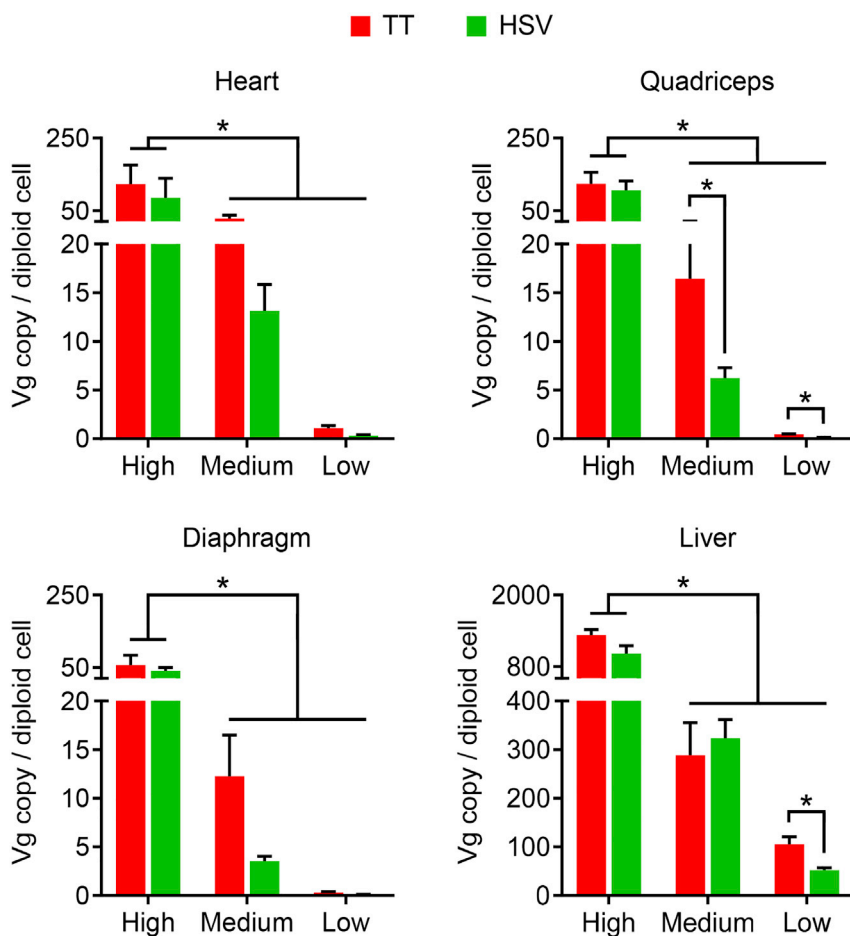 TT HSV
Heart
Vg copy / diploid cell
250
50
20
15
10
5
0
*
High Medium Low
Quadriceps
Vg copy / diploid cell
250
50
20
15
10
5
0
*
*
*
High Medium Low
Diaphragm
Vg copy / diploid cell
250
50
20
15
10
5
0
*
High Medium Low
Liver
Vg copy / diploid cell
2000
800
400
300
200
100
0
*
*
High Medium Low